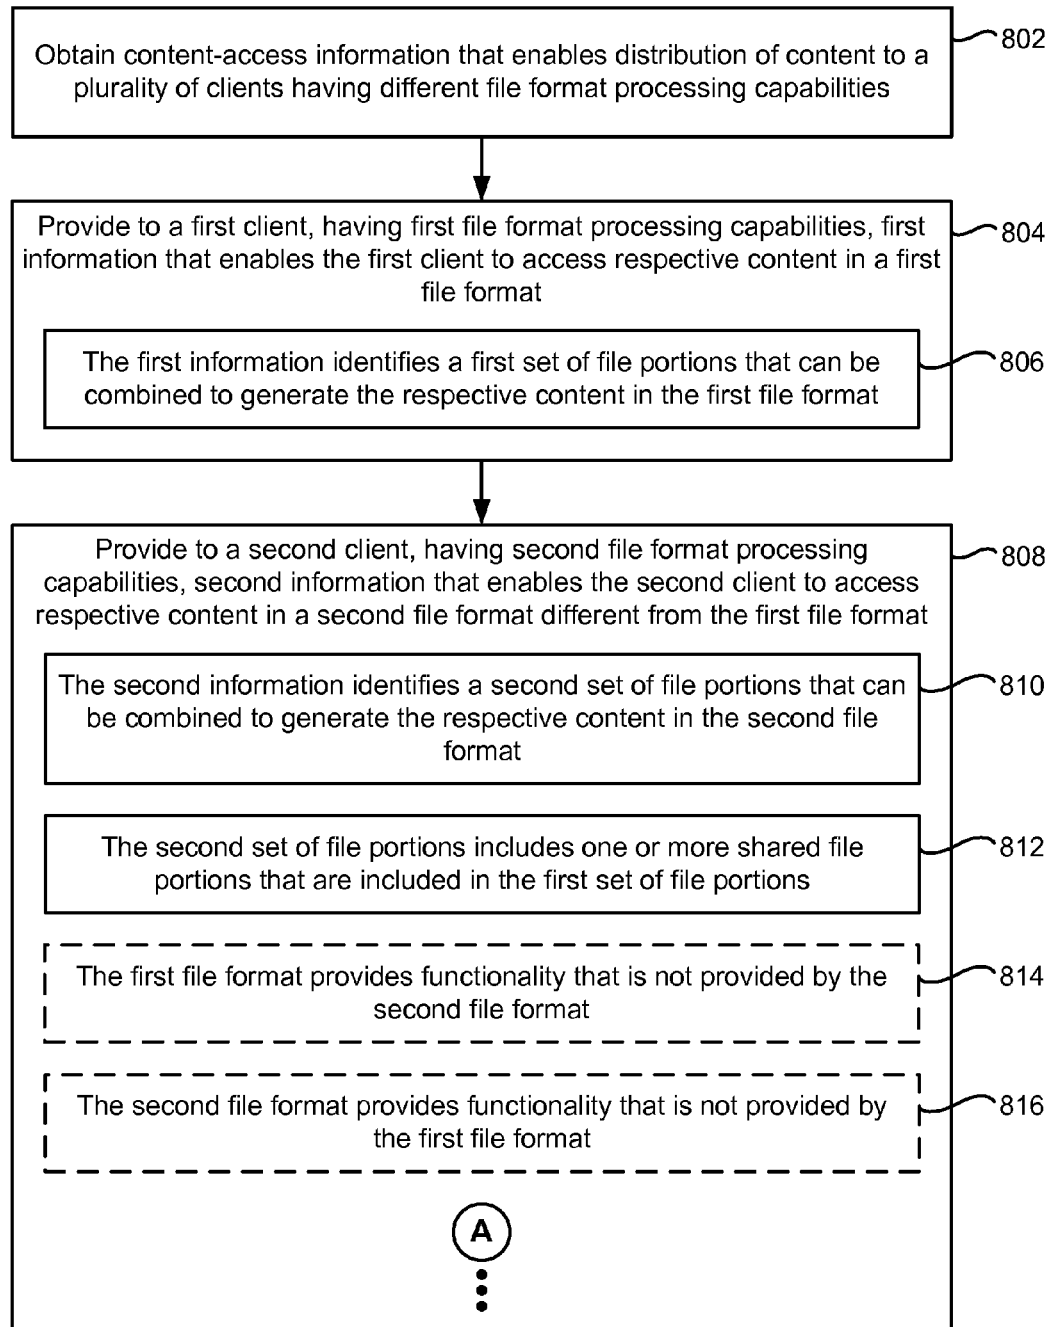 Obtain content-access information that enables distribution of content to a
plurality of clients having different file format processing capabilities
802
Provide to a first client, having first file format processing capabilities, first
information that enables the first client to access respective content in a first
file format
804
The first information identifies a first set of file portions that can be
combined to generate the respective content in the first file format
806
Provide to a second client, having second file format processing
capabilities, second information that enables the second client to access
respective content in a second file format different from the first file format
808
The second information identifies a second set of file portions that can
be combined to generate the respective content in the second file
format
810
The second set of file portions includes one or more shared file
portions that are included in the first set of file portions
812
The first file format provides functionality that is not provided by the
second file format
814
The second file format provides functionality that is not provided by
the first file format
816
A